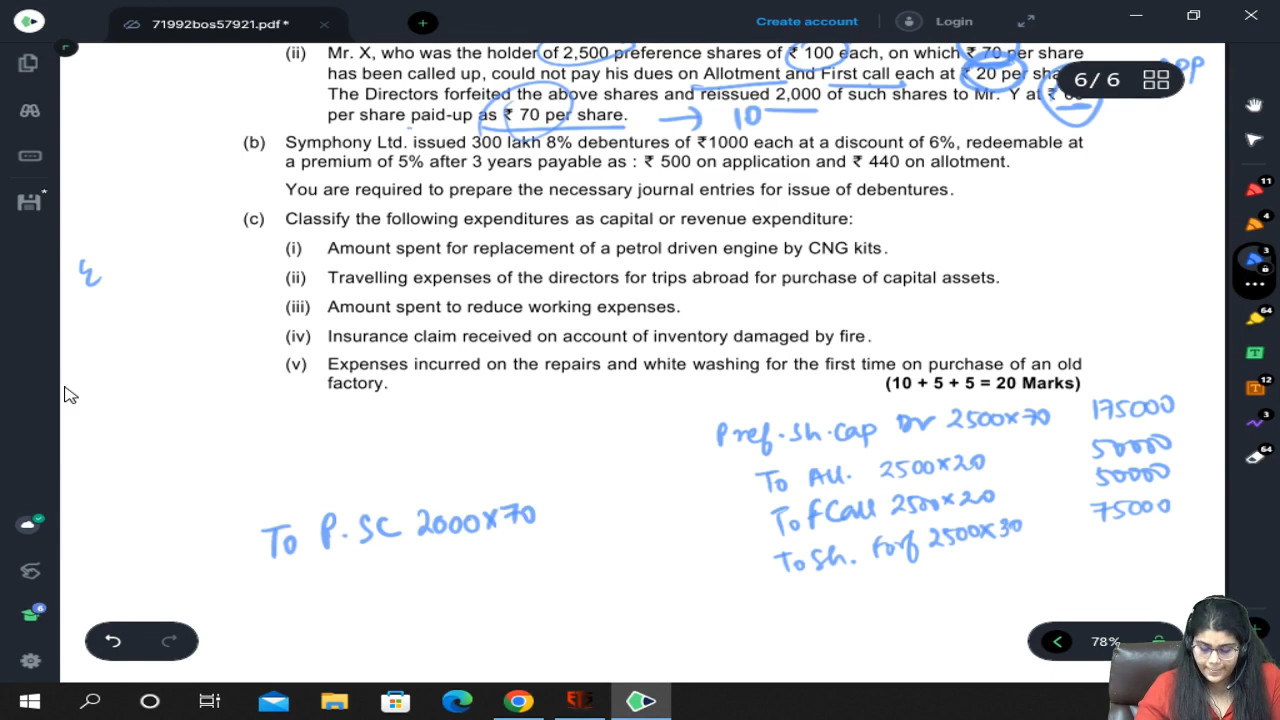 71992bos57921.pdf*
Create account
Login
(ii) Mr. X, who was the holder of 2,500 preference shares of ₹ 100 each, on which ₹ 70 per share
has been called up, could not pay his dues on Allotment and First call each at ₹ 20 per
The Directors forfeited the above shares and reissued 2,000 of such shares to Mr. Y at ₹
per share paid-up as ₹ 70 per share. → 10
6 / 6
(b) Symphony Ltd. issued 300 lakh 8% debentures of ₹1000 each at a discount of 6%, redeemable at
a premium of 5% after 3 years payable as : ₹ 500 on application and ₹ 440 on allotment.
You are required to prepare the necessary journal entries for issue of debentures.
(c) Classify the following expenditures as capital or revenue expenditure:
(i) Amount spent for replacement of a petrol driven engine by CNG kits.
(ii) Travelling expenses of the directors for trips abroad for purchase of capital assets.
(iii) Amount spent to reduce working expenses.
(iv) Insurance claim received on account of inventory damaged by fire.
(v) Expenses incurred on the repairs and white washing for the first time on purchase of an old
factory. (10 + 5 + 5 = 20 Marks)
Pref. Sh. Cap Dr 2500×70 175000
To All. 2500×20 50000
To F Call 2500×20 50000
To Sh. Forf 2500×30 75000
To P. SC 2000×70
78%
11
4
3
64
12
3
64
6